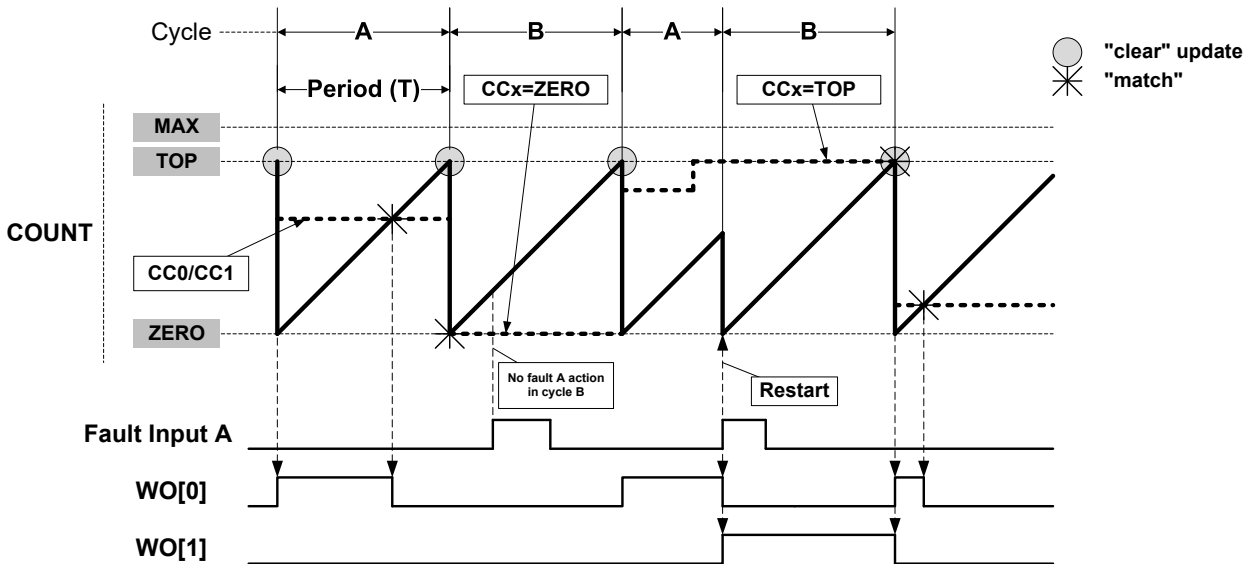 Cycle
A
B
A
B
"clear" update
"match"
Period (T)
CCx=ZERO
CCx=TOP
MAX
TOP
COUNT
CC0/CC1
ZERO
No fault A action
in cycle B
Restart
Fault Input A
WO[0]
WO[1]